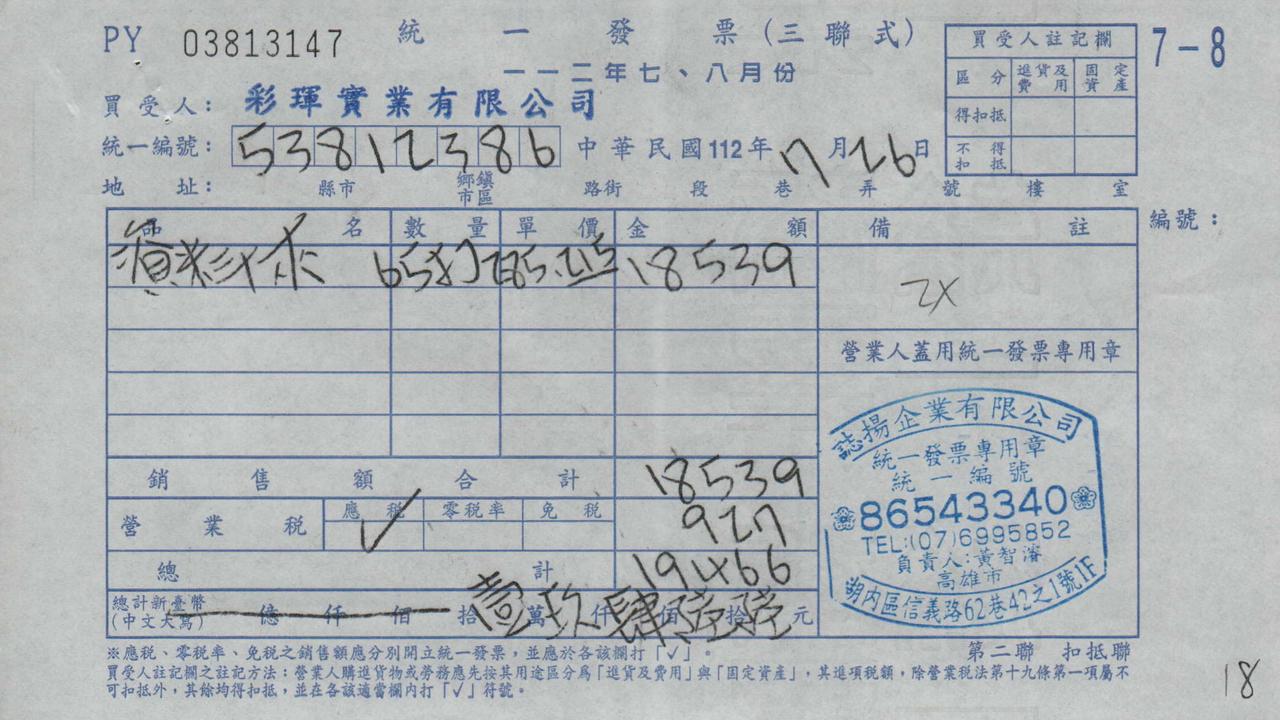 PY 03813147 統一發票(三聯式)
一一二年七、八月份
7-8
買受人註記欄
區分 進貨及費用 固定資產
得扣抵
不得扣抵
買受人: 彩琿實業有限公司
統一編號: 53812386 中華民國112年7月26日
地址: 縣市 鄉鎮市區 路街 段 巷 弄 號 樓 室
品名 數量 單價 金額 備註
編號:
65打 285.215 18539
2X
營業人蓋用統一發票專用章
銷售額合計 18539
營業稅 應稅 ✓ 零稅率 免稅 927
總計 19466
總計新臺幣(中文大寫) 億仟佰拾壹萬玖仟肆佰陸拾陸元
誌揚企業有限公司
統一發票專用章
統一編號
86543340
TEL:(07)6995852
負責人:黃智濬
高雄市
湖內區信義路62巷42之1號1F
※應稅、零稅率、免稅之銷售額應分別開立統一發票,並應於各該欄打「✓」。
第二聯 扣抵聯
買受人註記欄之註記方法:營業人購進貨物或勞務應先按其用途區分為「進貨及費用」與「固定資產」,其進項稅額,除營業稅法第十九條第一項屬不
可扣抵外,其餘均得扣抵,並在各該適當欄內打「✓」符號。
18